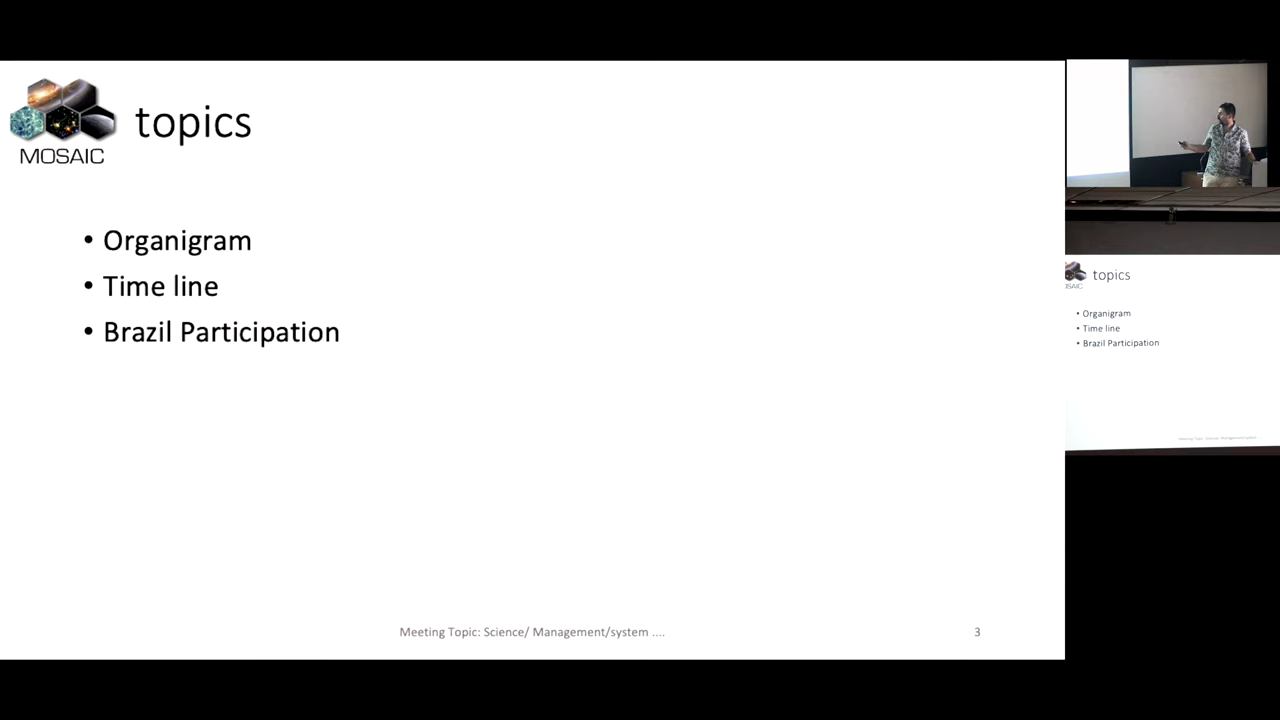 MOSAIC
topics
• Organigram
• Time line
• Brazil Participation
Meeting Topic: Science/ Management/system ....
3
topics
• Organigram
• Time line
• Brazil Participation